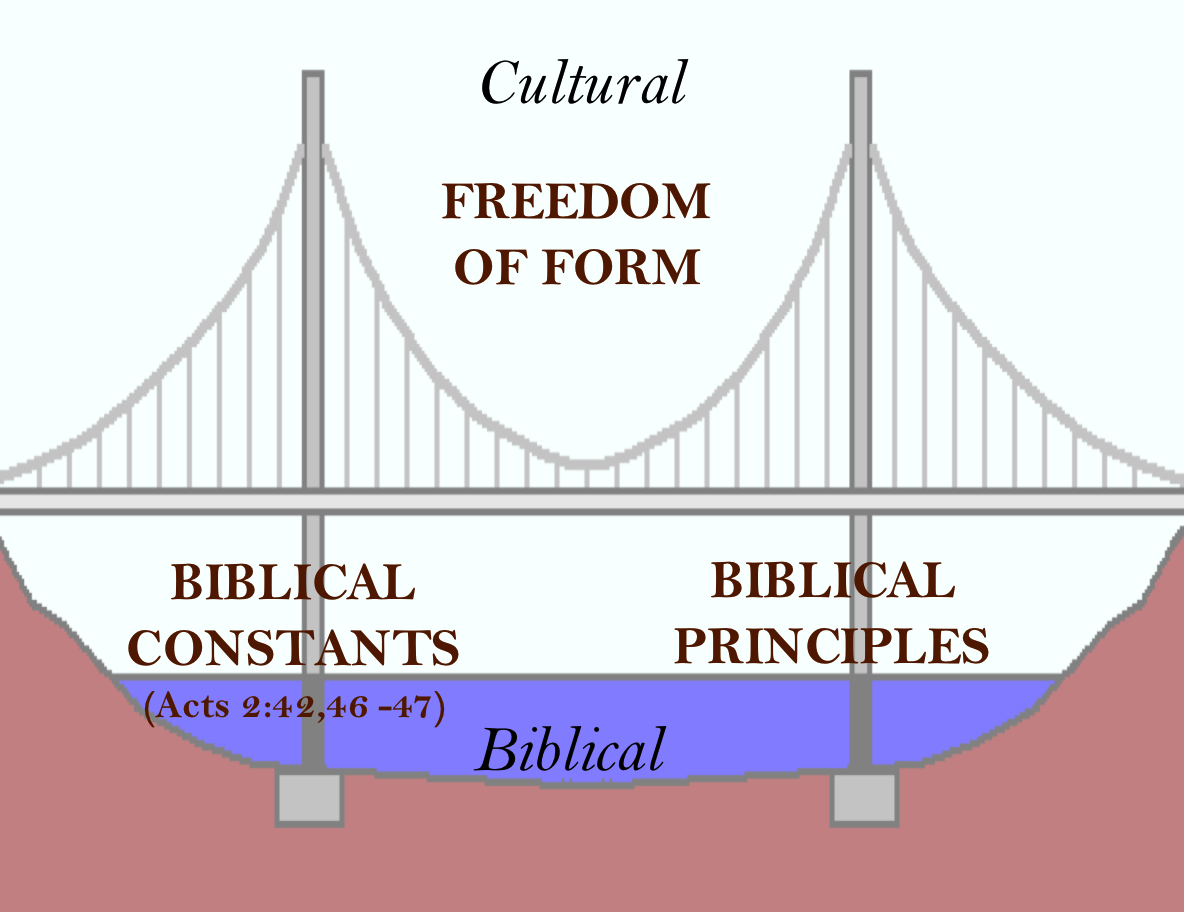 Cultural
FREEDOM
OF FORM
BIBLICAL
CONSTANTS
(Acts 2:42,46 -47)
BIBLICAL
PRINCIPLES
Biblical